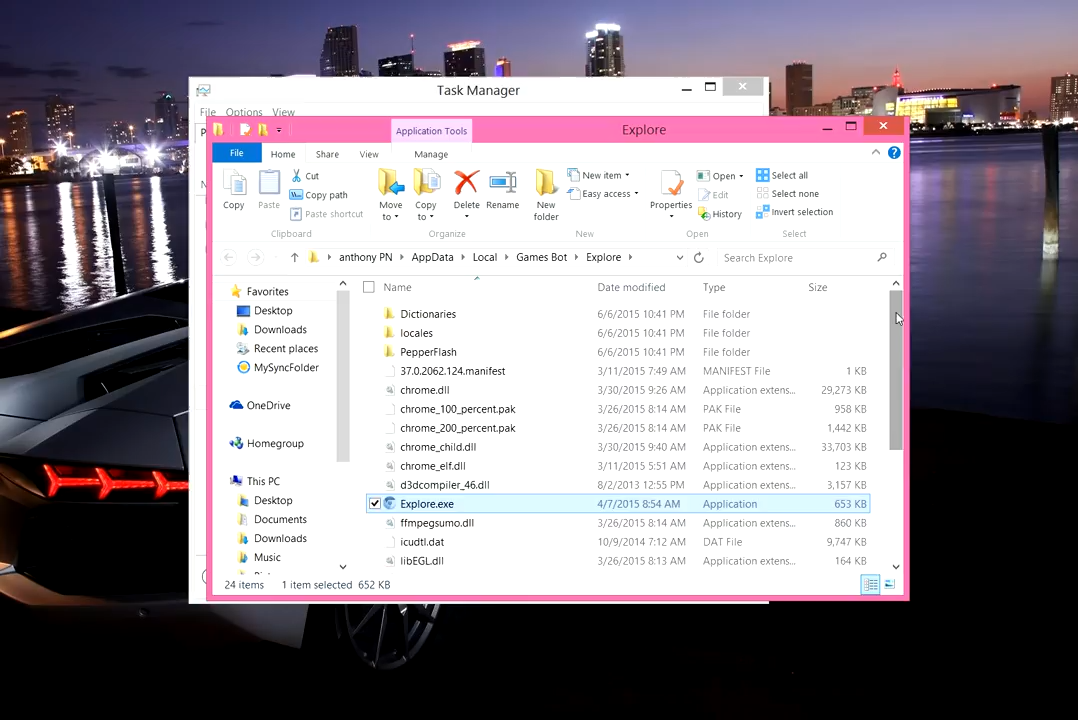 Task Manager
File Options View
Application Tools
Explore
File Home Share View Manage
Copy
Paste
Cut
Copy path
Paste shortcut
Clipboard
Move to
Copy to
Delete
Rename
Organize
New folder
New item
Easy access
New
Properties
Open
Edit
History
Open
Select all
Select none
Invert selection
Select
anthony PN AppData Local Games Bot Explore
Search Explore
Favorites
Desktop
Downloads
Recent places
MySyncFolder
OneDrive
Homegroup
This PC
Desktop
Documents
Downloads
Music
Name Date modified Type Size
Dictionaries 6/6/2015 10:41 PM File folder
locales 6/6/2015 10:41 PM File folder
PepperFlash 6/6/2015 10:41 PM File folder
37.0.2062.124.manifest 3/11/2015 7:49 AM MANIFEST File 1 KB
chrome.dll 3/30/2015 9:26 AM Application extens... 29,273 KB
chrome_100_percent.pak 3/26/2015 8:14 AM PAK File 958 KB
chrome_200_percent.pak 3/26/2015 8:14 AM PAK File 1,442 KB
chrome_child.dll 3/30/2015 9:40 AM Application extens... 33,703 KB
chrome_elf.dll 3/11/2015 5:51 AM Application extens... 123 KB
d3dcompiler_46.dll 8/2/2013 12:55 PM Application extens... 3,157 KB
Explore.exe 4/7/2015 8:54 AM Application 653 KB
ffmpegsumo.dll 3/26/2015 8:14 AM Application extens... 860 KB
icudtl.dat 10/9/2014 7:12 AM DAT File 9,747 KB
libEGL.dll 3/26/2015 8:13 AM Application extens... 164 KB
24 items 1 item selected 652 KB